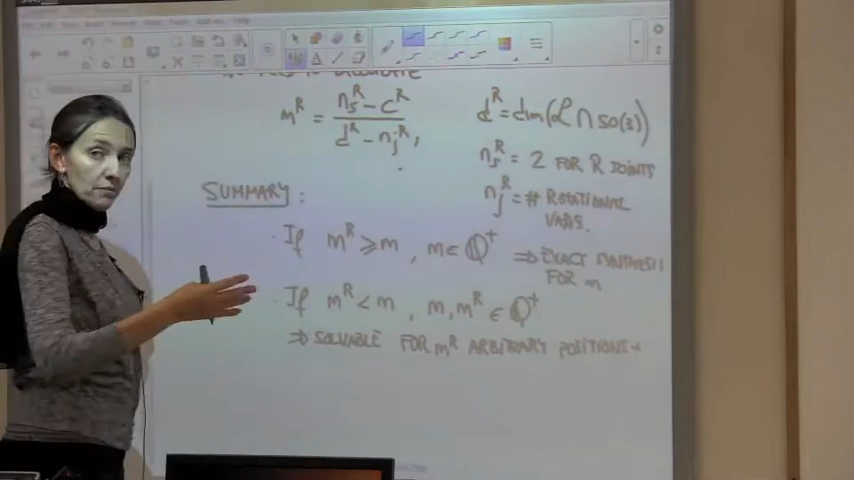 m^R = (n_s^R - c^R) / (d^R - n_j^R),
d^R = dim(L ∩ so(3))
n_s^R = 2 FOR R JOINTS
n_j^R = # ROTATIONAL
VARS.
SUMMARY:
· If m^R ≥ m , m ∈ Q^+ ⇒ EXACT SYNTHESIS
FOR m
· If m^R < m , m, m^R ∈ Q^+
⇒ SOLVABLE FOR m^R ARBITRARY POSITIONS +